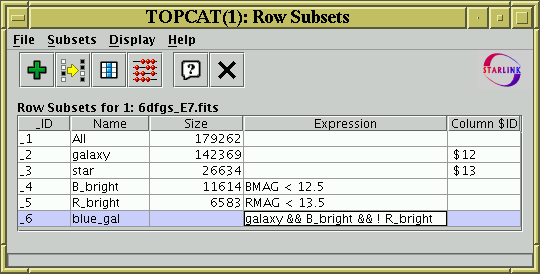 TOPCAT(1): Row Subsets
File Subsets Display Help
STARLINK
Row Subsets for 1: 6dfgs_E7.fits
_ID Name Size Expression Column $ID
_1 All 179262
_2 galaxy 142369 $12
_3 star 26634 $13
_4 B_bright 11614 BMAG < 12.5
_5 R_bright 6583 RMAG < 13.5
_6 blue_gal galaxy && B_bright && ! R_bright